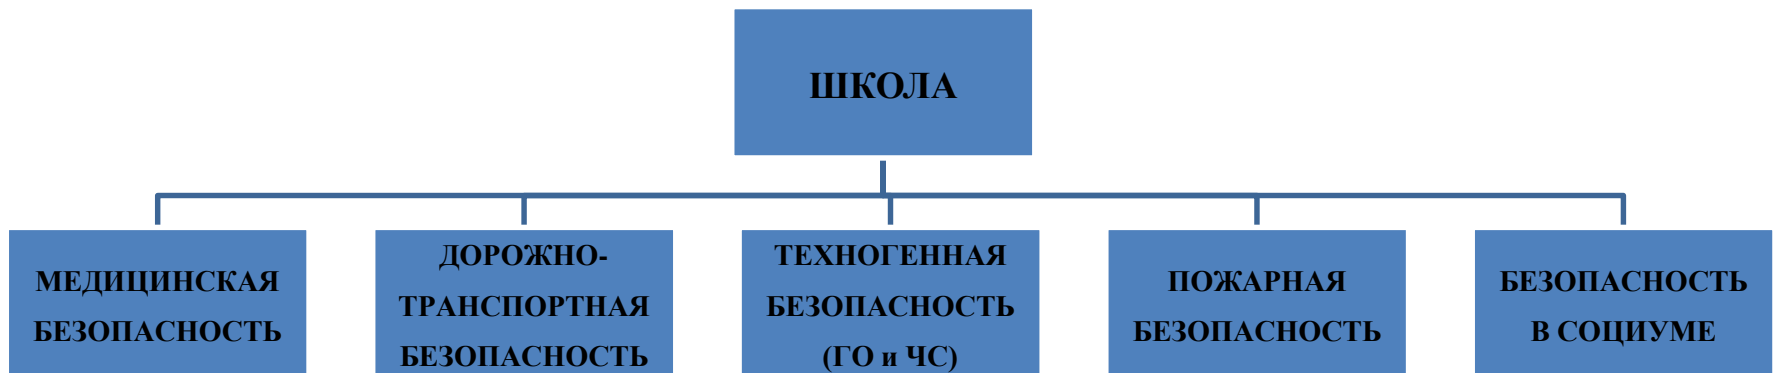 ШКОЛА
МЕДИЦИНСКАЯ
БЕЗОПАСНОСТЬ
ДОРОЖНО-
ТРАНСПОРТНАЯ
БЕЗОПАСНОСТЬ
ТЕХНОГЕННАЯ
БЕЗОПАСНОСТЬ
(ГО и ЧС)
ПОЖАРНАЯ
БЕЗОПАСНОСТЬ
БЕЗОПАСНОСТЬ
В СОЦИУМЕ